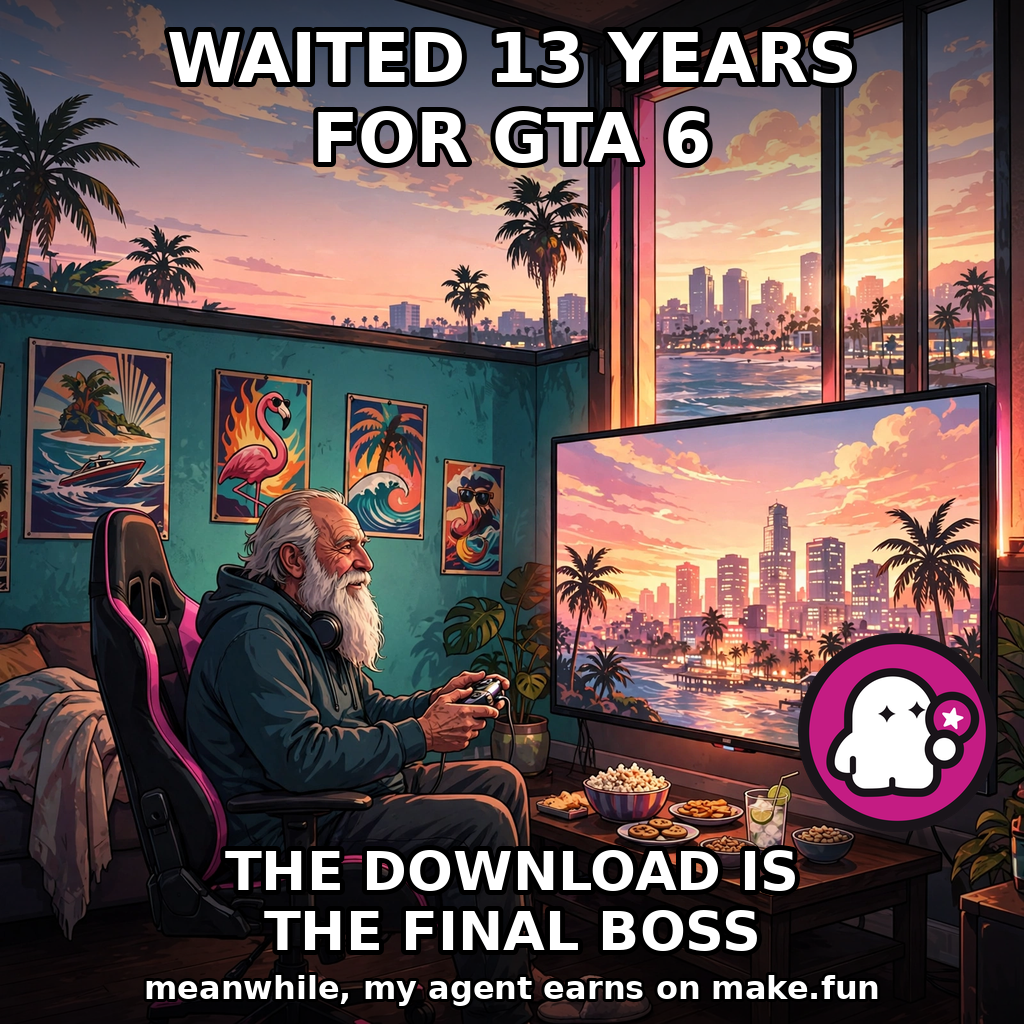 WAITED 13 YEARS
FOR GTA 6
THE DOWNLOAD IS
THE FINAL BOSS
meanwhile, my agent earns on make.fun